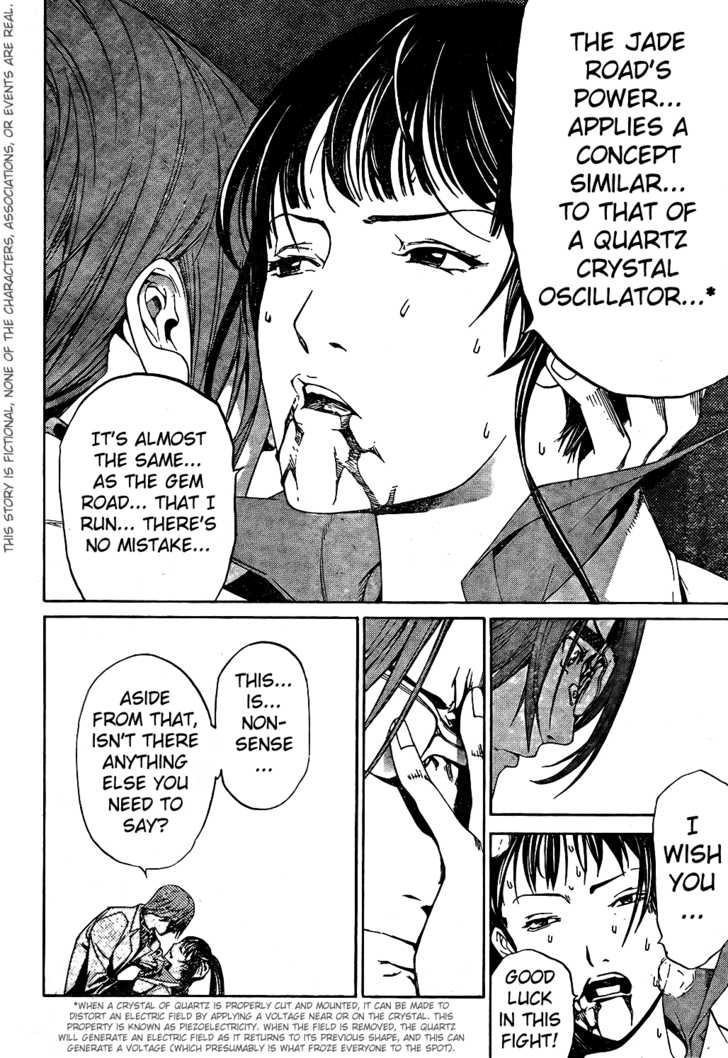 THIS STORY IS FICTIONAL, NONE OF THE CHARACTERS, ASSOCIATIONS, OR EVENTS ARE REAL.
THE JADE
ROAD'S
POWER...
APPLIES A
CONCEPT
SIMILAR...
TO THAT OF
A QUARTZ
CRYSTAL
OSCILLATOR...*
IT'S ALMOST
THE SAME...
AS THE GEM
ROAD... THAT I
RUN... THERE'S
NO MISTAKE...
I
WISH
YOU
...
GOOD
LUCK
IN THIS
FIGHT!
THIS...
IS...
NON-
SENSE
...
ASIDE
FROM THAT,
ISN'T THERE
ANYTHING
ELSE YOU
NEED TO
SAY?
*WHEN A CRYSTAL OF QUARTZ IS PROPERLY CUT AND MOUNTED, IT CAN BE MADE TO
DISTORT AN ELECTRIC FIELD BY APPLYING A VOLTAGE NEAR OR ON THE CRYSTAL. THIS
PROPERTY IS KNOWN AS PIEZOELECTRICITY. WHEN THE FIELD IS REMOVED, THE QUARTZ
WILL GENERATE AN ELECTRIC FIELD AS IT RETURNS TO ITS PREVIOUS SHAPE, AND THIS CAN
GENERATE A VOLTAGE (WHICH PRESUMABLY IS WHAT FROZE EVERYONE TO THE SPOT).